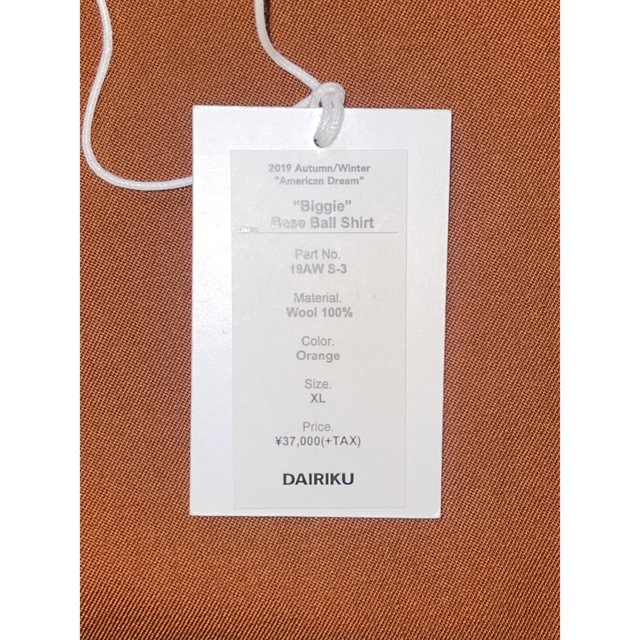 2019 Autumn/Winter
"American Dream"
"Biggie"
Base Ball Shirt
Part No.
19AW S-3
Material.
Wool 100%
Color.
Orange
Size.
XL
Price.
¥37,000(+TAX)
DAIRIKU